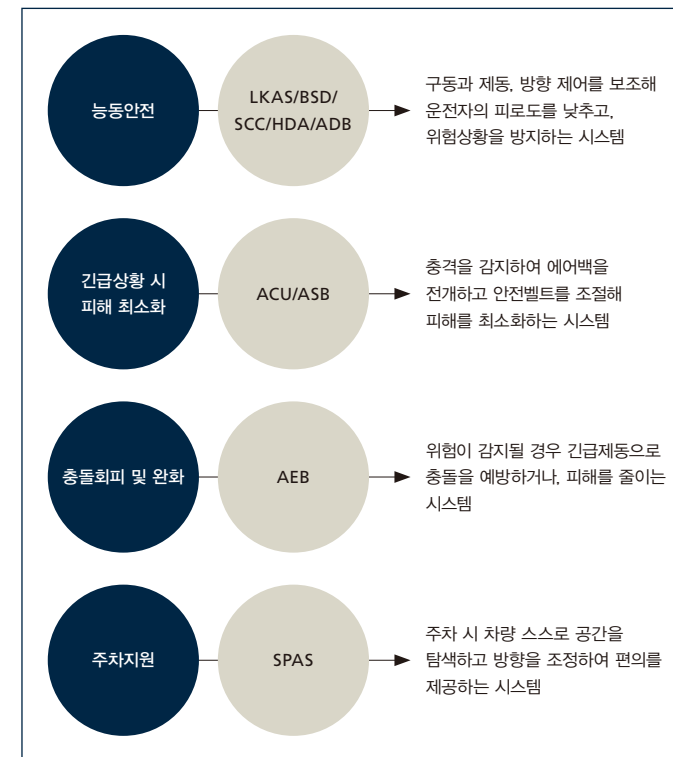 능동안전
LKAS/BSD/
SCC/HDA/ADB
구동과 제동, 방향 제어를 보조해
운전자의 피로도를 낮추고,
위험상황을 방지하는 시스템
긴급상황 시
피해 최소화
ACU/ASB
충격을 감지하여 에어백을
전개하고 안전벨트를 조절해
피해를 최소화하는 시스템
충돌회피 및 완화
AEB
위험이 감지될 경우 긴급제동으로
충돌을 예방하거나, 피해를 줄이는
시스템
주차지원
SPAS
주차 시 차량 스스로 공간을
탐색하고 방향을 조정하여 편의를
제공하는 시스템